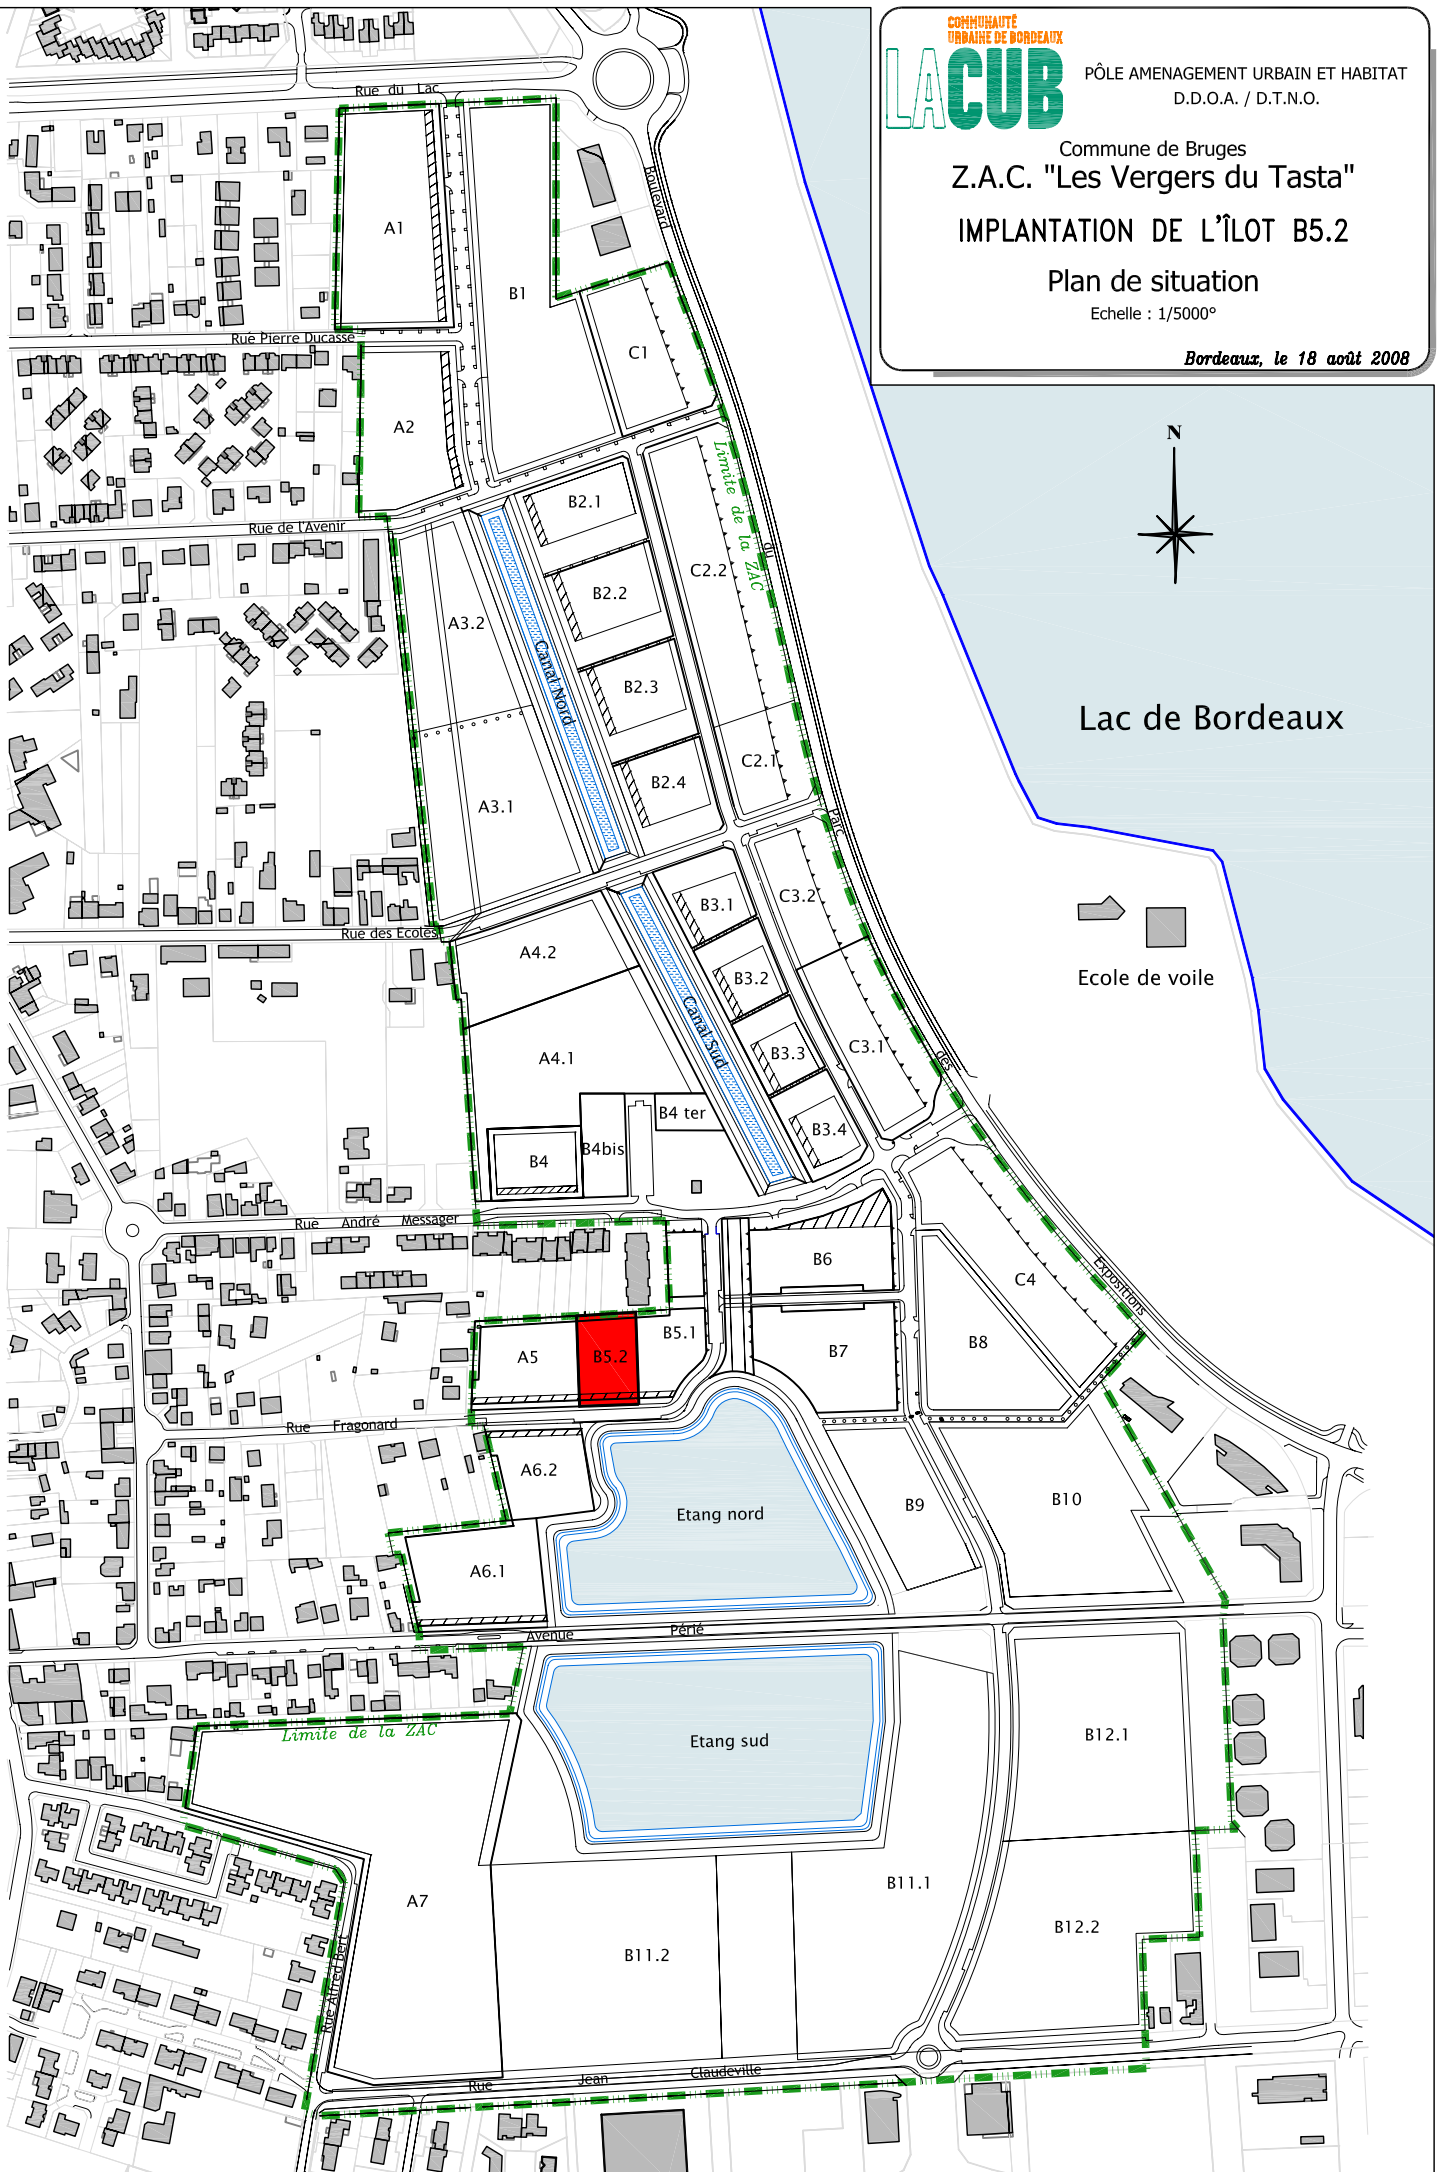 COMMUNAUTÉ
URBAINE DE BORDEAUX
LACUB
PÔLE AMENAGEMENT URBAIN ET HABITAT
D.D.O.A. / D.T.N.O.
Commune de Bruges
Z.A.C. "Les Vergers du Tasta"
IMPLANTATION DE L'ÎLOT B5.2
Plan de situation
Echelle : 1/5000°
Bordeaux, le 18 août 2008
N
Rue du Lac
Boulevard du Parc des Expositions
A1
B1
C1
Rue Pierre Ducasse
A2
Limite de la ZAC
B2.1
Rue de l'Avenir
C2.2
B2.2
A3.2
Canal Nord
B2.3
Lac de Bordeaux
C2.1
B2.4
A3.1
C3.2
B3.1
Rue des Ecoles
A4.2
B3.2
Ecole de voile
Canal Sud
C3.1
B3.3
A4.1
B4 ter
B3.4
B4bis
B4
Rue André Messager
B6
C4
B5.1
B8
B7
A5
B5.2
Rue Fragonard
A6.2
B10
B9
Etang nord
A6.1
Avenue Périé
Limite de la ZAC
B12.1
Etang sud
B11.1
A7
B12.2
B11.2
Rue Alfred Bert
Rue Jean Claudeville